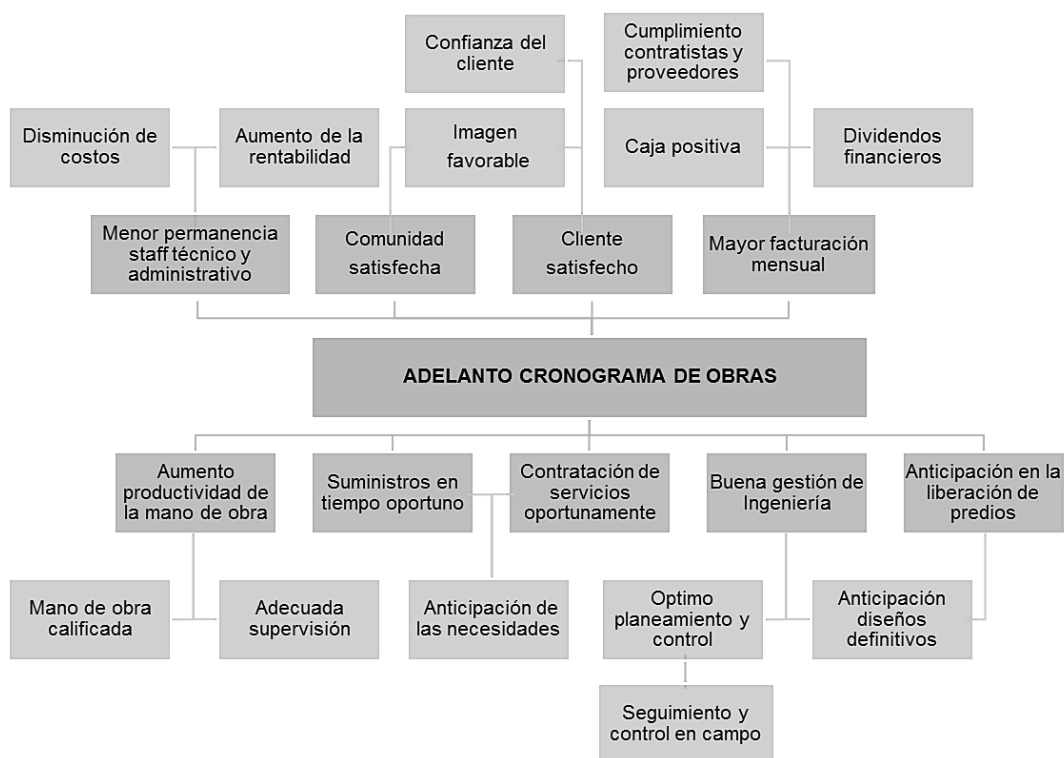 Confianza del
cliente
Cumplimiento
contratistas y
proveedores
Disminución de
costos
Aumento de la
rentabilidad
Imagen
favorable
Caja positiva
Dividendos
financieros
Menor permanencia
staff técnico y
administrativo
Comunidad
satisfecha
Cliente
satisfecho
Mayor facturación
mensual
ADELANTO CRONOGRAMA DE OBRAS
Aumento
productividad de
la mano de obra
Suministros en
tiempo oportuno
Contratación de
servicios
oportunamente
Buena gestión de
Ingeniería
Anticipación en la
liberación de
predios
Mano de obra
calificada
Adecuada
supervisión
Anticipación de
las necesidades
Optimo
planeamiento y
control
Anticipación
diseños
definitivos
Seguimiento y
control en campo